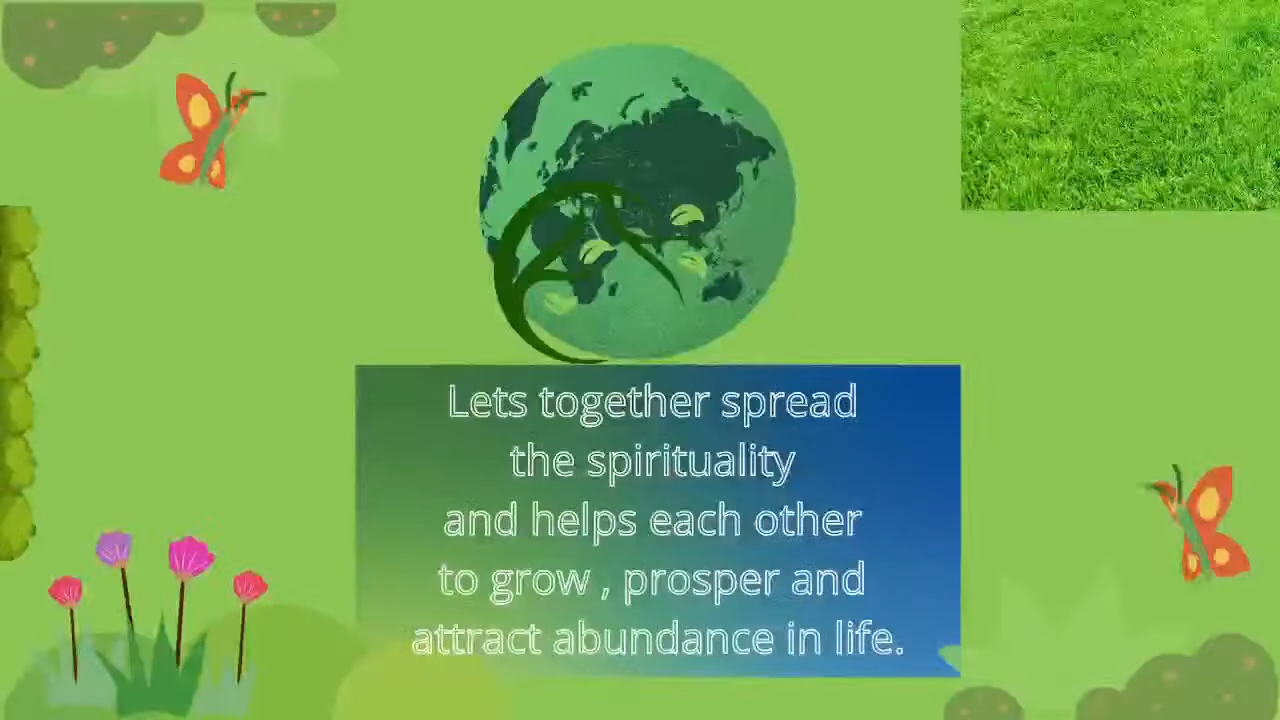 Lets together spread
the spirituality
and helps each other
to grow , prosper and
attract abundance in life.